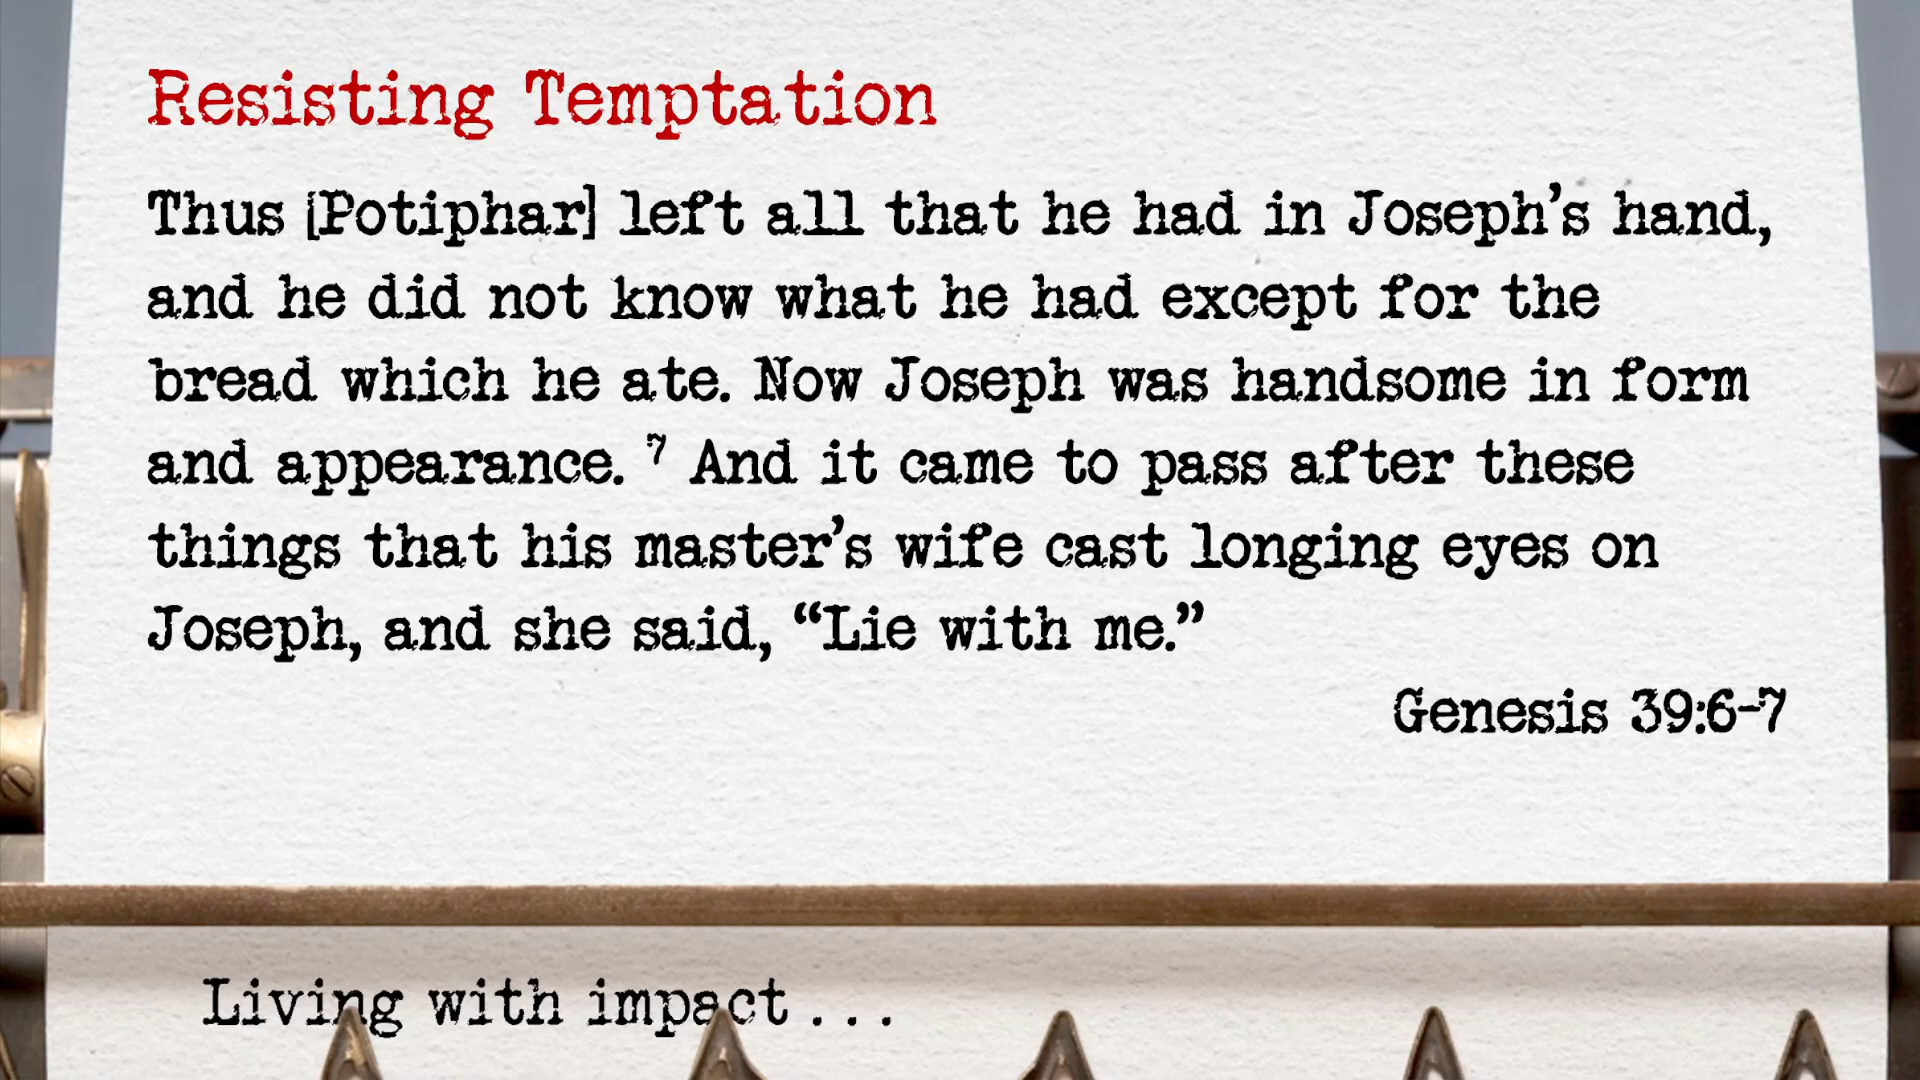 Resisting Temptation
Thus [Potiphar] left all that he had in Joseph’s hand,
and he did not know what he had except for the
bread which he ate. Now Joseph was handsome in form
and appearance. ⁷ And it came to pass after these
things that his master’s wife cast longing eyes on
Joseph, and she said, “Lie with me.”
Genesis 39:6-7
Living with impact . . .